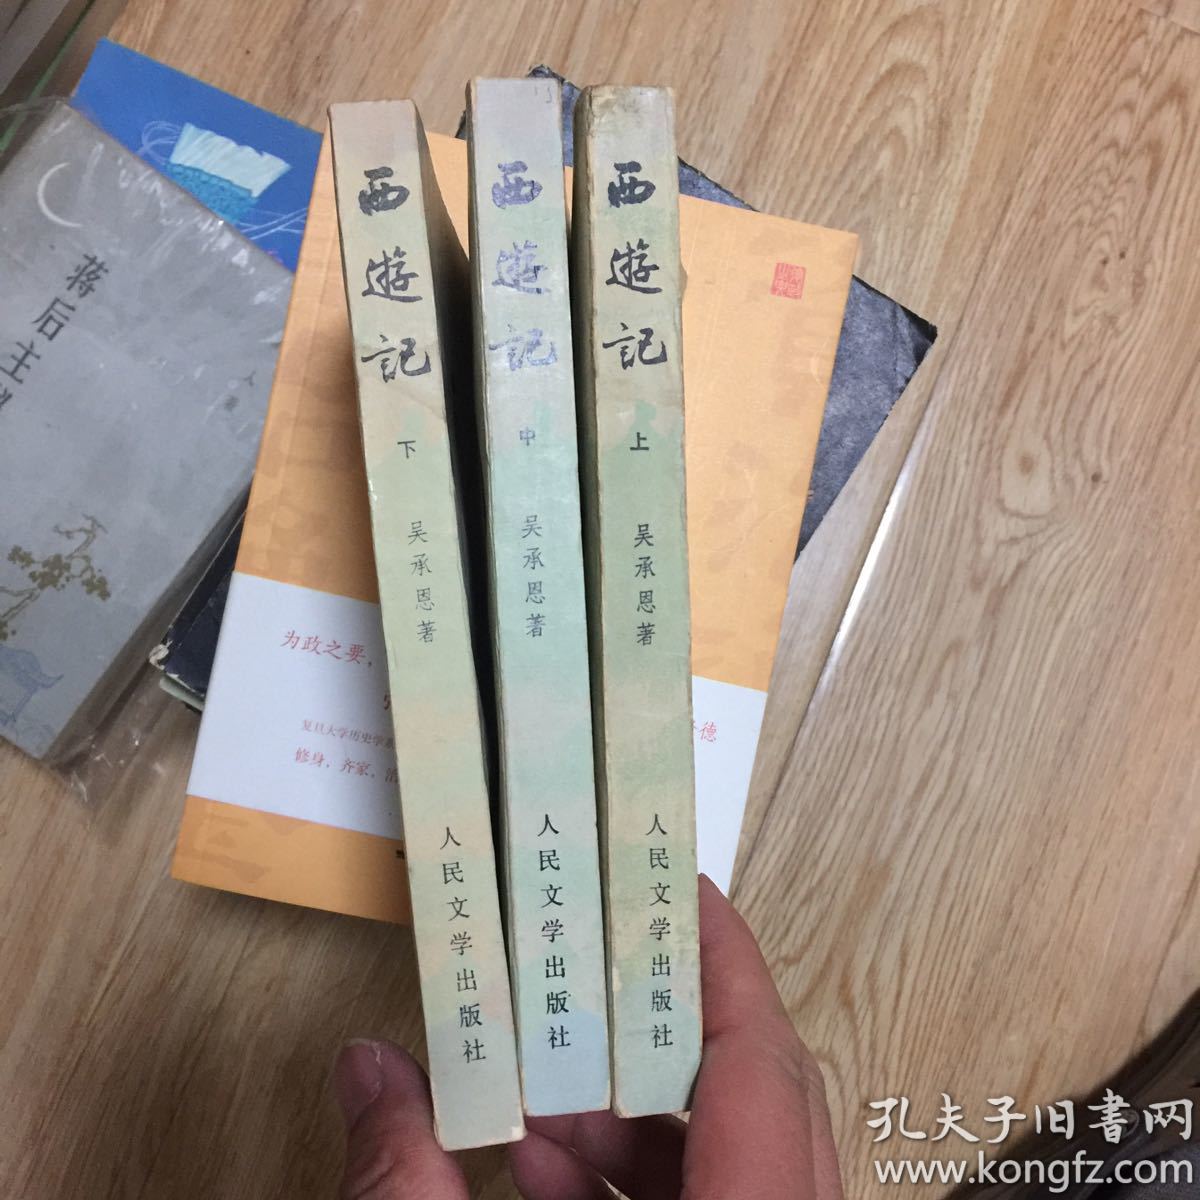 西遊記 下 吴承恩著 人民文学出版社
西遊記 中 吴承恩著 人民文学出版社
西遊記 上 吴承恩著 人民文学出版社
蒋后主
为政之要，
复旦大学历史学系
修身，齐家，治
德
孔夫子旧書网
www.kongfz.com